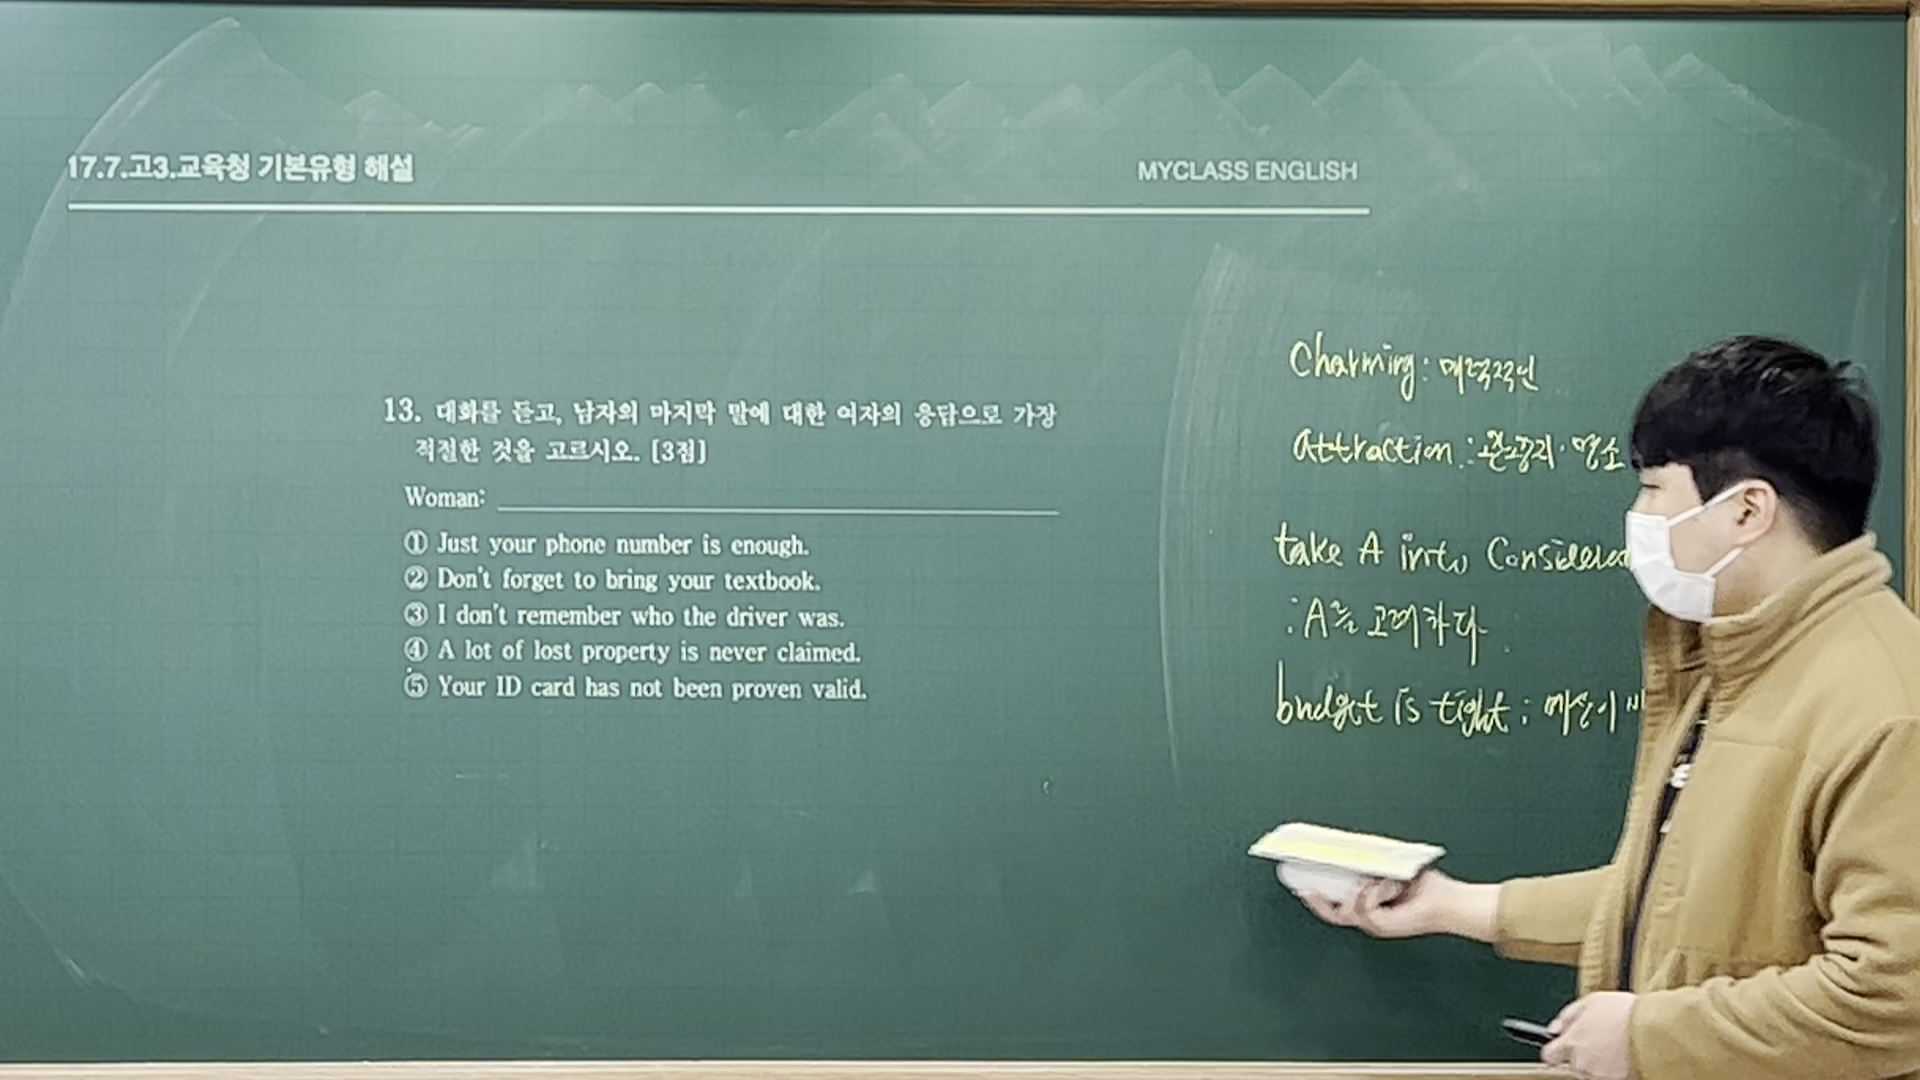 17.7.고3.교육청 기본유형 해설
MYCLASS ENGLISH
13. 대화를 듣고, 남자의 마지막 말에 대한 여자의 응답으로 가장
적절한 것을 고르시오. [3점]
Woman:
① Just your phone number is enough.
② Don't forget to bring your textbook.
③ I don't remember who the driver was.
④ A lot of lost property is never claimed.
⑤ Your ID card has not been proven valid.
Charming : 매력적인
attraction : 관광지·명소
take A into
: A를 고려하다.
budget is tight : 예산이